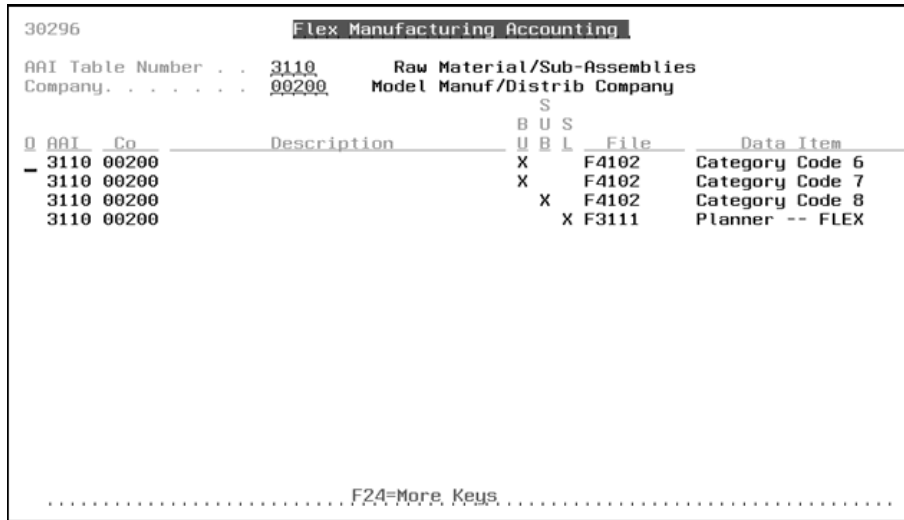 30296 Flex Manufacturing Accounting
AAI Table Number . . 3110 Raw Material/Sub-Assemblies
Company. . . . . . . 00200 Model Manuf/Distrib Company
S
B U S
O AAI Co Description U B L File Data Item
3110 00200 X F4102 Category Code 6
3110 00200 X F4102 Category Code 7
3110 00200 X F4102 Category Code 8
3110 00200 X F3111 Planner -- FLEX
F24=More Keys